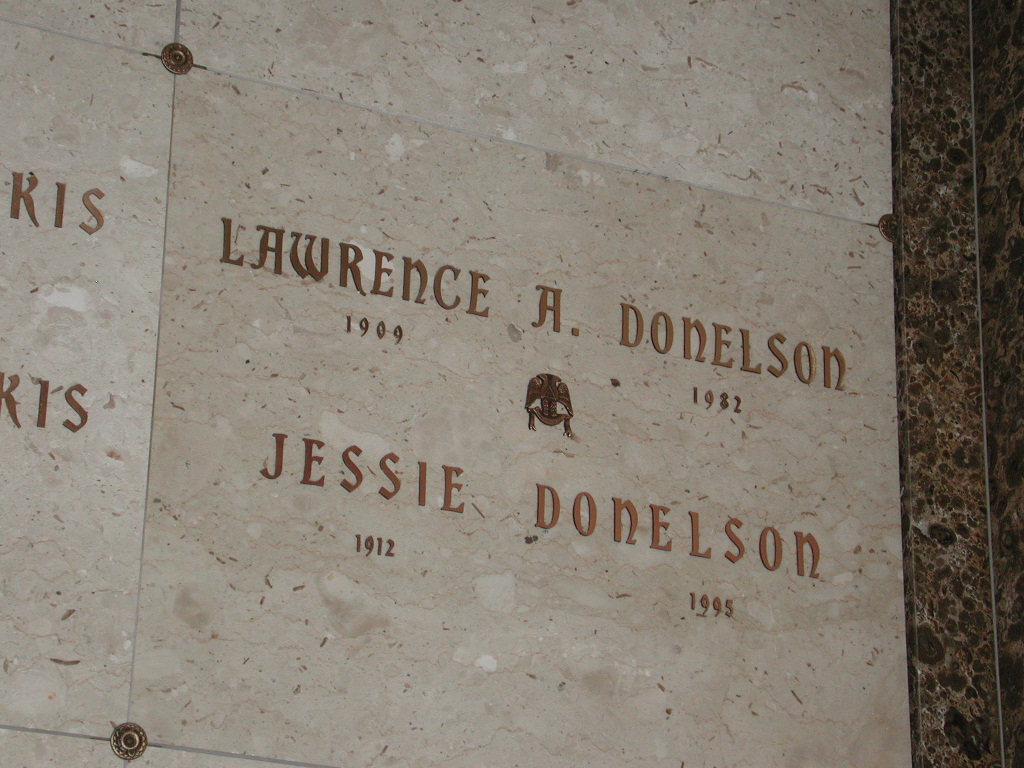 KIS
KIS
LAWRENCE A. DONELSON
1909 1982
JESSIE DONELSON
1912 1995